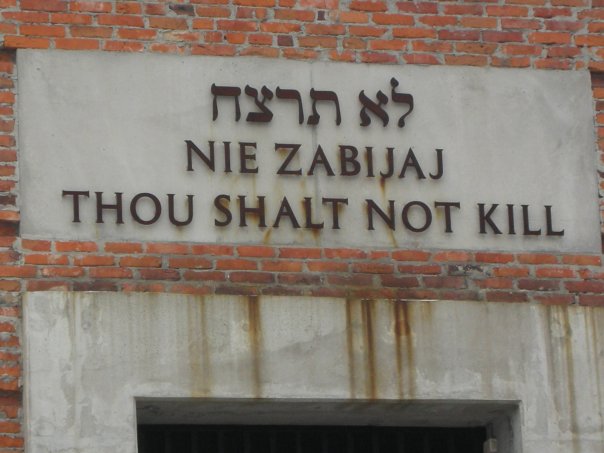 לא תרצח
NIE ZABIJAJ
THOU SHALT NOT KILL